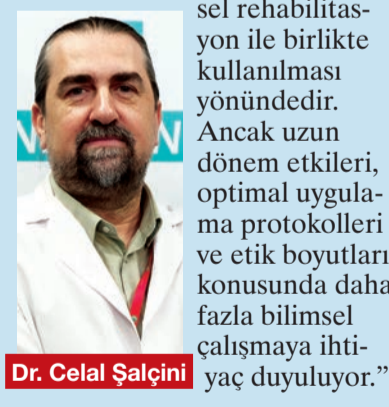 sel rehabilitas-
yon ile birlikte
kullanılması
yönündedir.
Ancak uzun
dönem etkileri,
optimal uygula-
ma protokolleri
ve etik boyutları
konusunda daha
fazla bilimsel
çalışmaya ihti-
yaç duyuluyor.”
Dr. Celal Şalçini